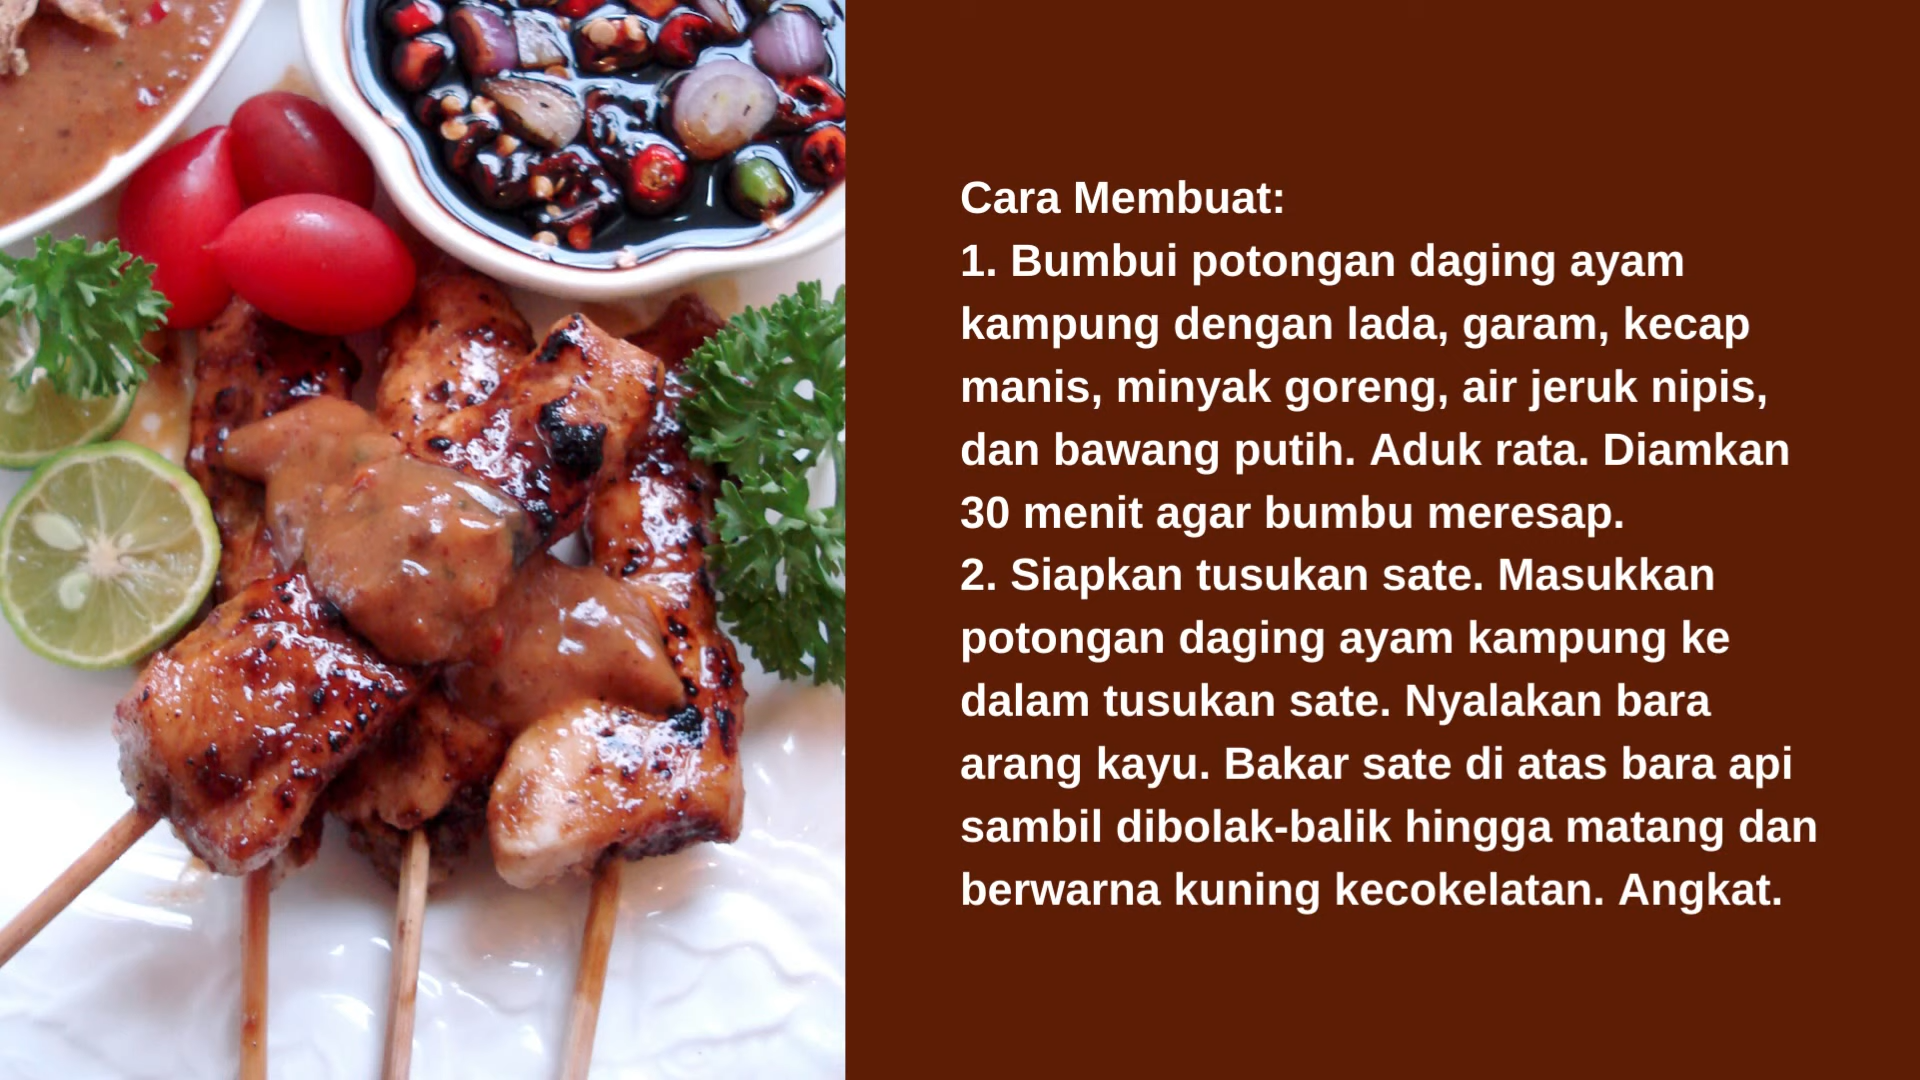 Cara Membuat:
1. Bumbui potongan daging ayam
kampung dengan lada, garam, kecap
manis, minyak goreng, air jeruk nipis,
dan bawang putih. Aduk rata. Diamkan
30 menit agar bumbu meresap.
2. Siapkan tusukan sate. Masukkan
potongan daging ayam kampung ke
dalam tusukan sate. Nyalakan bara
arang kayu. Bakar sate di atas bara api
sambil dibolak-balik hingga matang dan
berwarna kuning kecokelatan. Angkat.